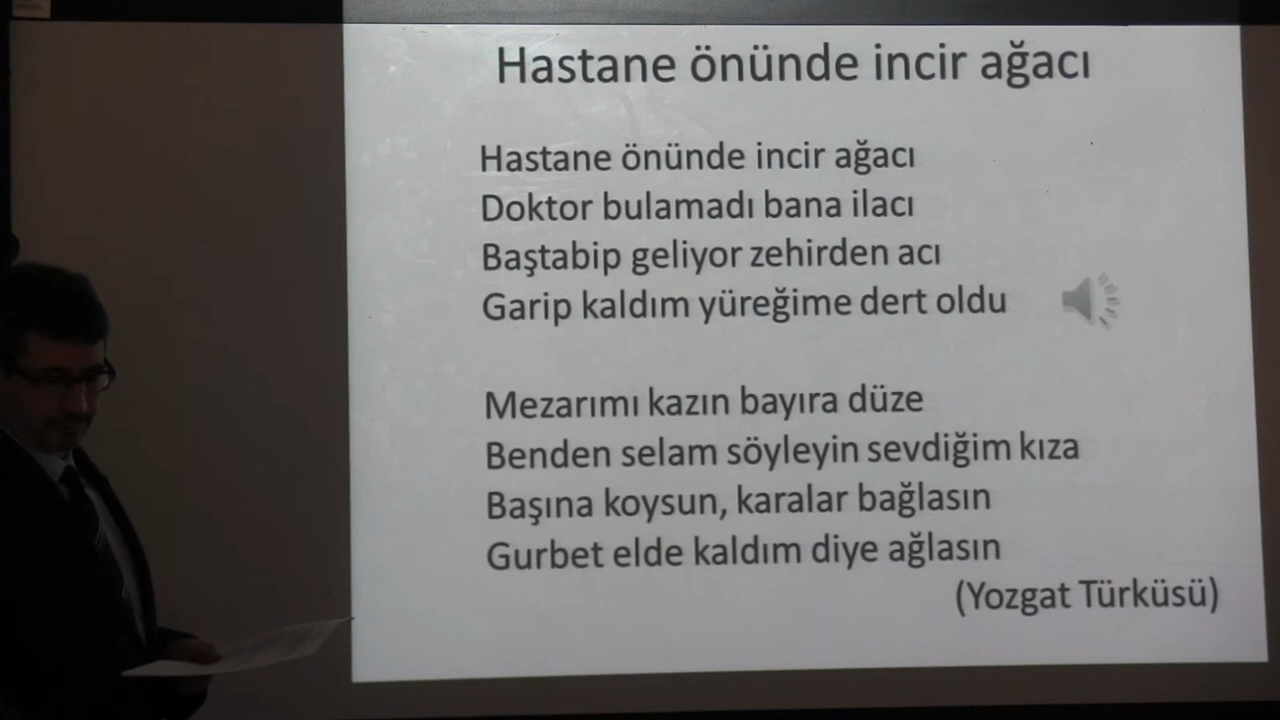 Hastane önünde incir ağacı
Hastane önünde incir ağacı
Doktor bulamadı bana ilacı
Baştabip geliyor zehirden acı
Garip kaldım yüreğime dert oldu
Mezarımı kazın bayıra düze
Benden selam söyleyin sevdiğim kıza
Başına koysun, karalar bağlasın
Gurbet elde kaldım diye ağlasın
(Yozgat Türküsü)